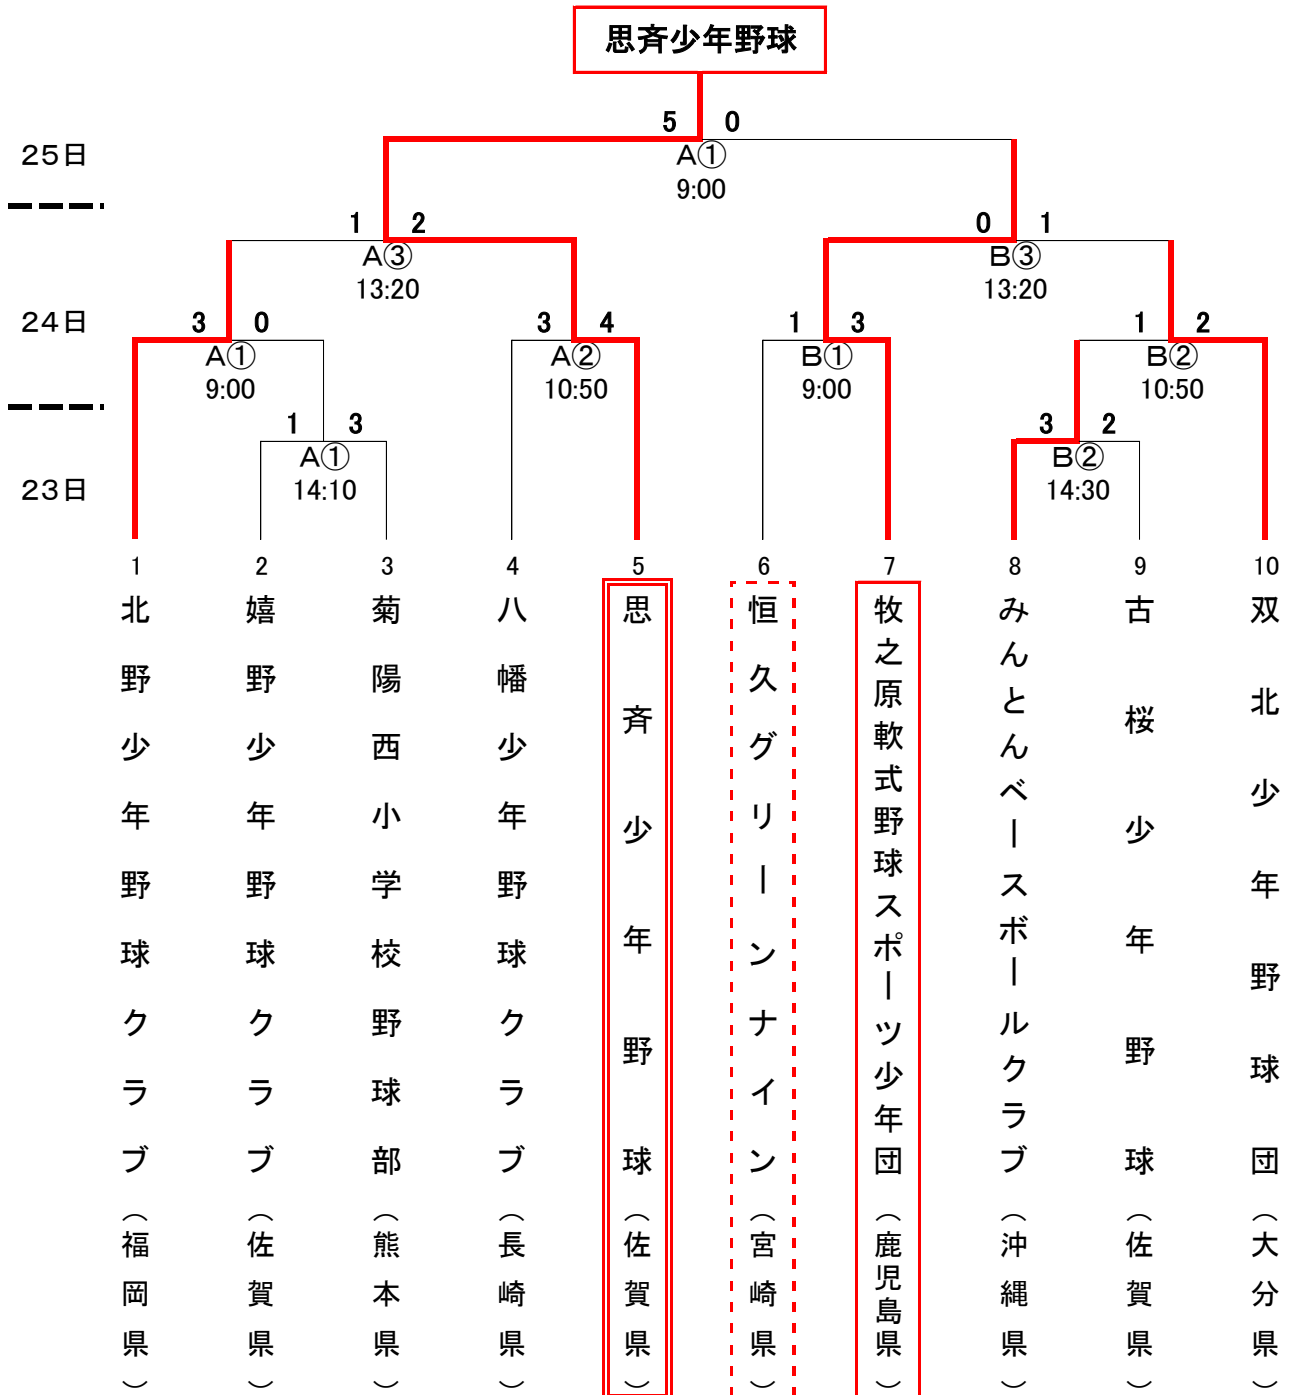 思斉少年野球
5 0
25日
A①
9:00
1 2
0 1
A③
B③
13:20
13:20
24日
3 0
3 4
1 3
1 2
A①
A②
B①
B②
9:00
10:50
9:00
10:50
1 3
3 2
A①
B②
23日
14:10
14:30
1
2
3
4
5
6
7
8
9
10
北野少年野球クラブ（福岡県）
嬉野少年野球クラブ（佐賀県）
菊陽西小学校野球部（熊本県）
八幡少年野球クラブ（長崎県）
思斉少年野球（佐賀県）
恒久グリーンナイン（宮崎県）
牧之原軟式野球スポーツ少年団（鹿児島県）
みんとんベースボールクラブ（沖縄県）
古桜少年野球（佐賀県）
双北少年野球団（大分県）